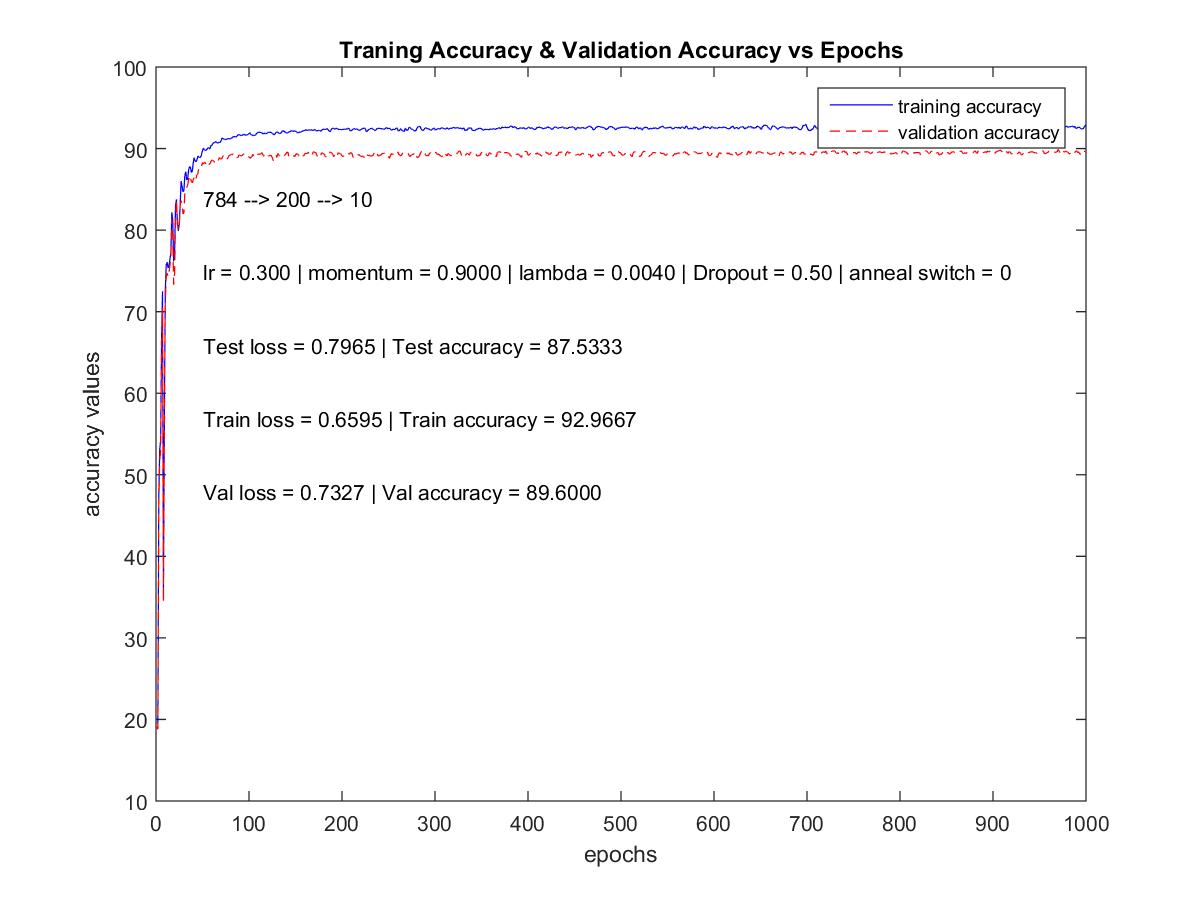 Traning Accuracy & Validation Accuracy vs Epochs
100
90
80
70
60
50
40
30
20
10
accuracy values
training accuracy
validation accuracy
784 --> 200 --> 10
lr = 0.300 | momentum = 0.9000 | lambda = 0.0040 | Dropout = 0.50 | anneal switch = 0
Test loss = 0.7965 | Test accuracy = 87.5333
Train loss = 0.6595 | Train accuracy = 92.9667
Val loss = 0.7327 | Val accuracy = 89.6000
0 100 200 300 400 500 600 700 800 900 1000
epochs